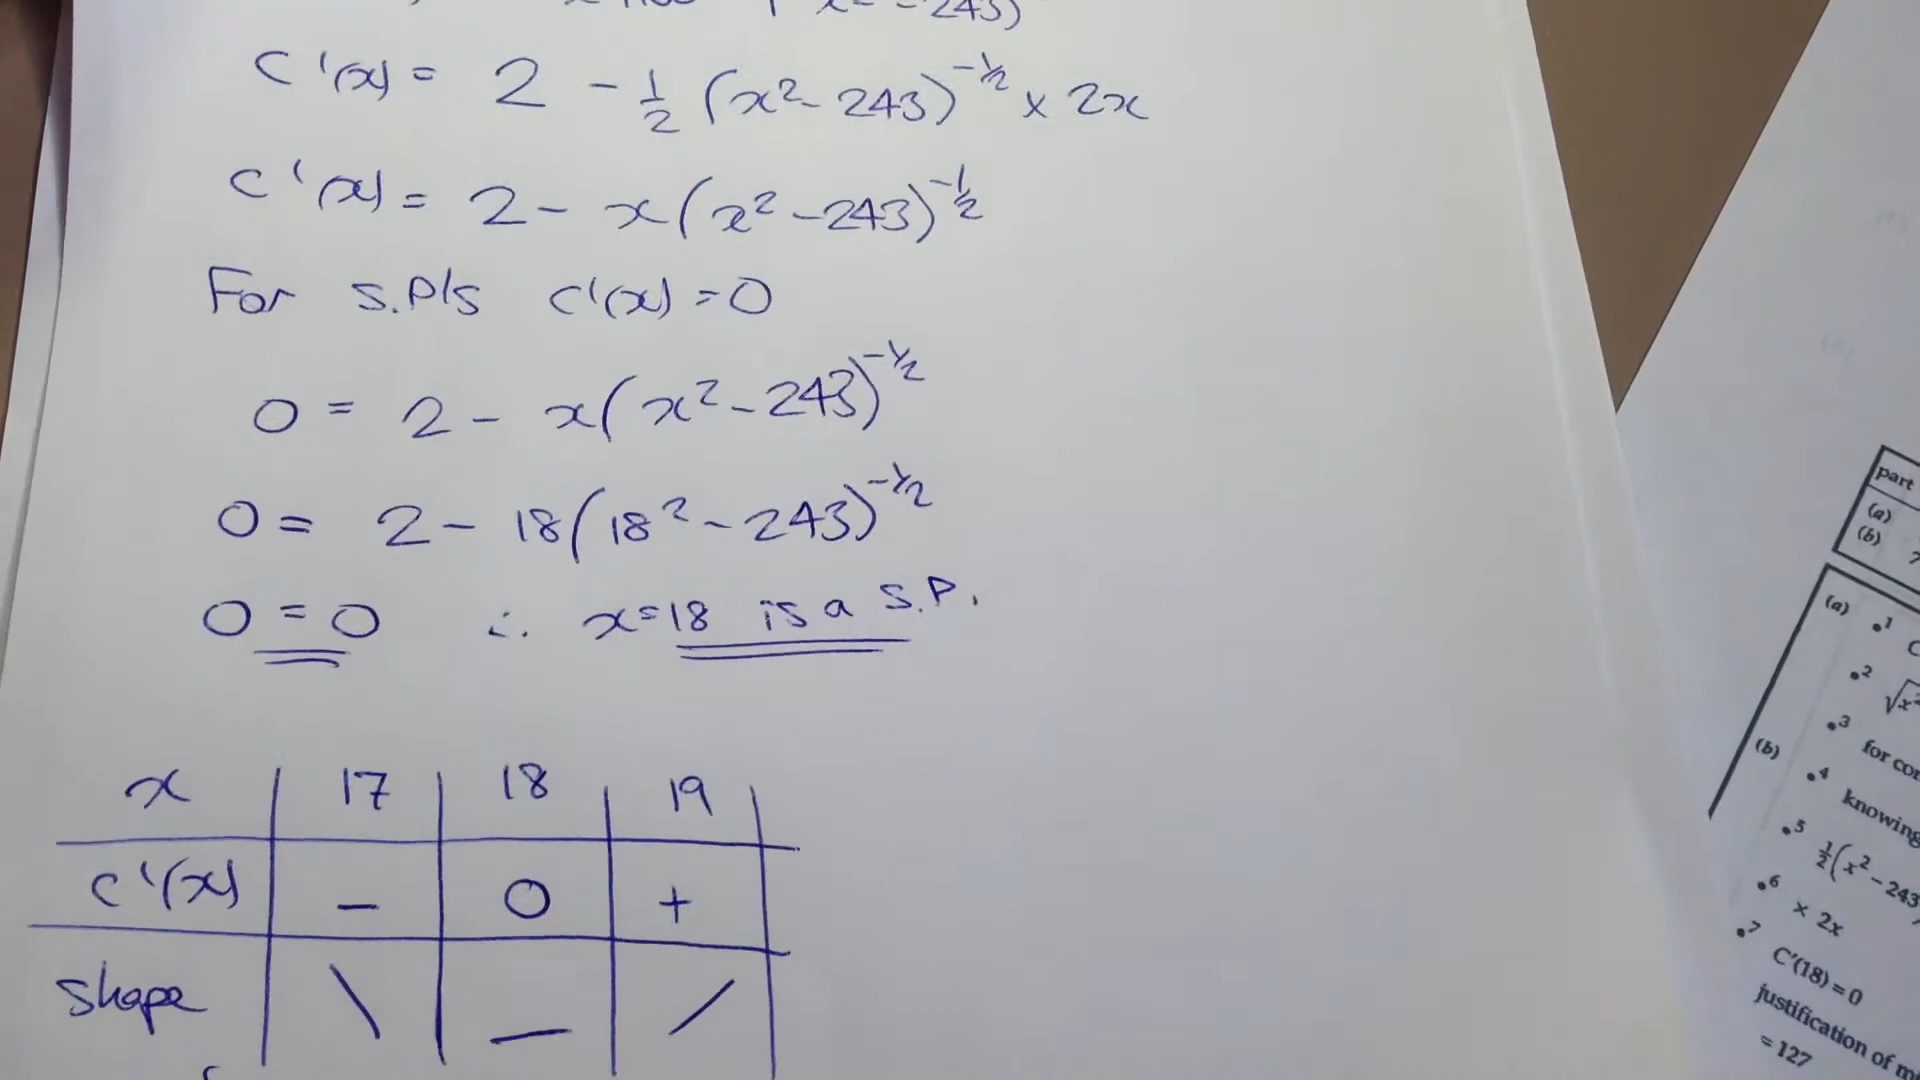 x² - 243)
C'(x) = 2 - 1/2 (x² - 243)^-1/2 × 2x
C'(x) = 2 - x(x² - 243)^-1/2
For S.P's C'(x) = 0
0 = 2 - x(x² - 243)^-1/2
0 = 2 - 18(18² - 243)^-1/2
0 = 0 ∴ x = 18 is a S.P.
x 17 18 19
C'(x) - 0 +
shape \ _ /
part
(a)
(b)
(a) •1 C
•2 √x²
•3 for
(b) •4 knowing
•5 1/2(x² - 243
•6 × 2x
•7 C'(18) = 0
justification of
= 127